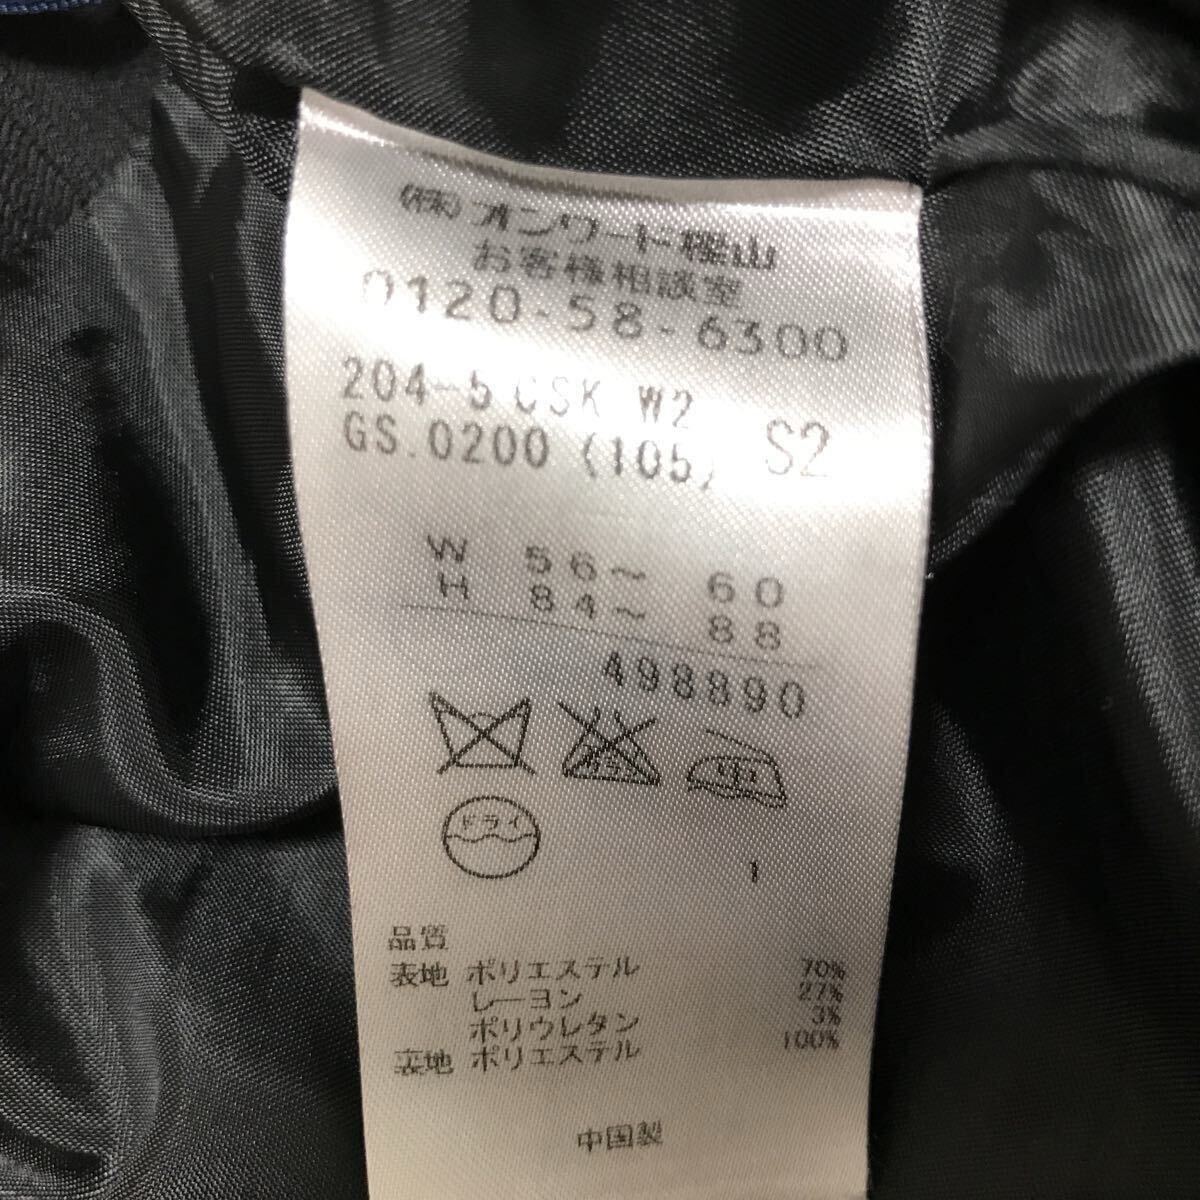 (株)オンワード樫山
お客様相談室
0120-58-6300
204-5 CSK W2 S2
GS.0200 (105)
W 56～ 60
H 84～ 88
498890
ドライ
1
品質
表地 ポリエステル 70%
レーヨン 27%
ポリウレタン 3%
裏地 ポリエステル 100%
中国製